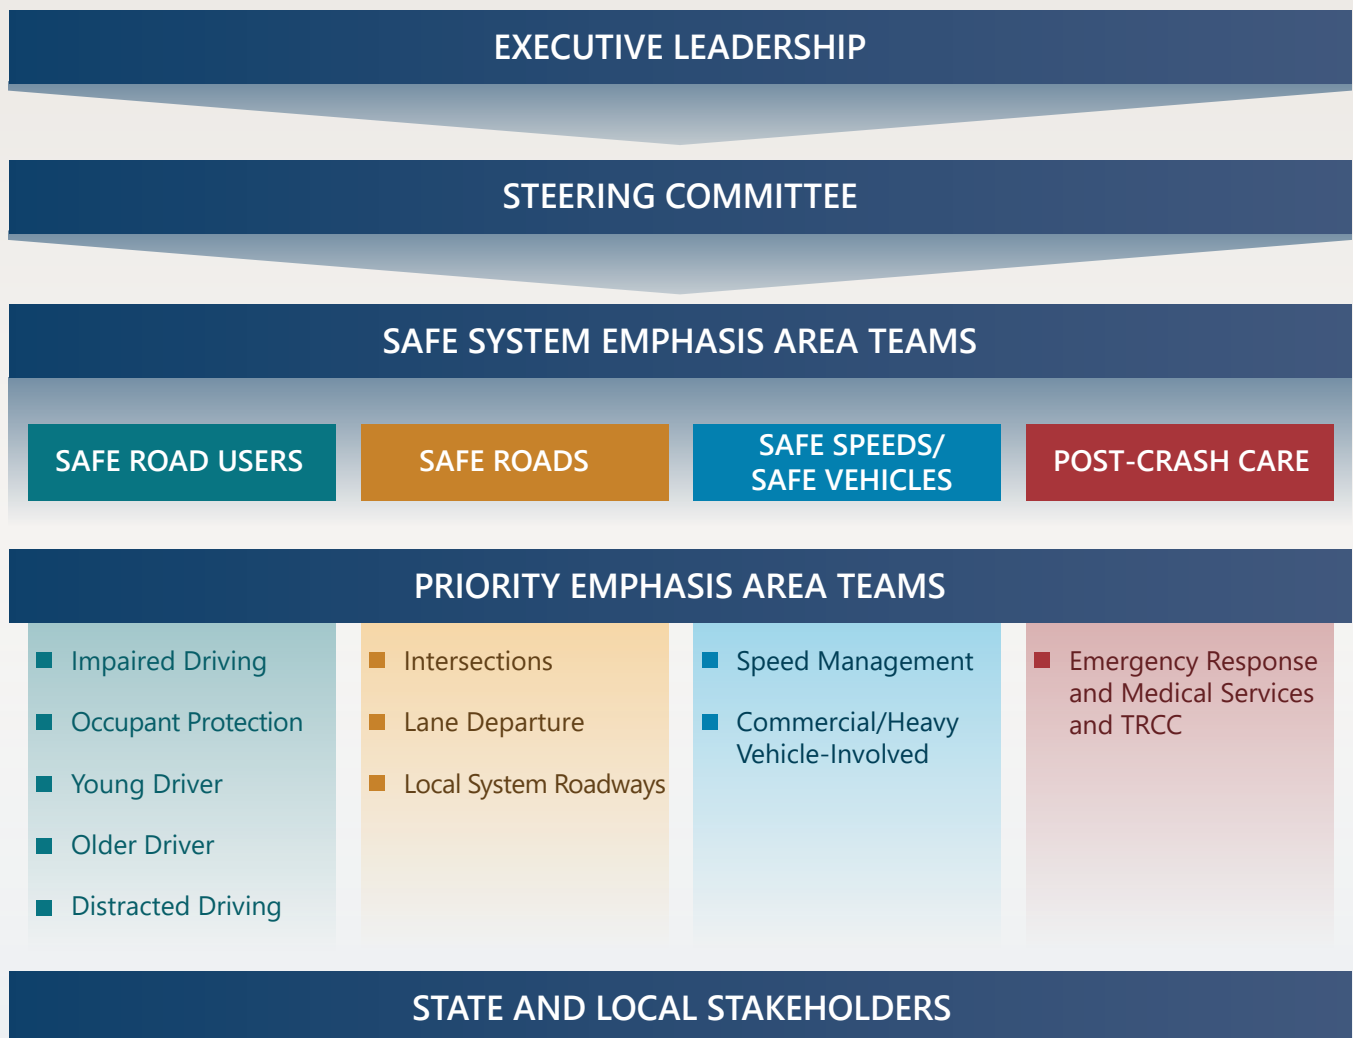 EXECUTIVE LEADERSHIP
STEERING COMMITTEE
SAFE SYSTEM EMPHASIS AREA TEAMS
SAFE ROAD USERS
SAFE ROADS
SAFE SPEEDS/
SAFE VEHICLES
POST-CRASH CARE
PRIORITY EMPHASIS AREA TEAMS
Impaired Driving
Occupant Protection
Young Driver
Older Driver
Distracted Driving
Intersections
Lane Departure
Local System Roadways
Speed Management
Commercial/Heavy
Vehicle-Involved
Emergency Response
and Medical Services
and TRCC
STATE AND LOCAL STAKEHOLDERS